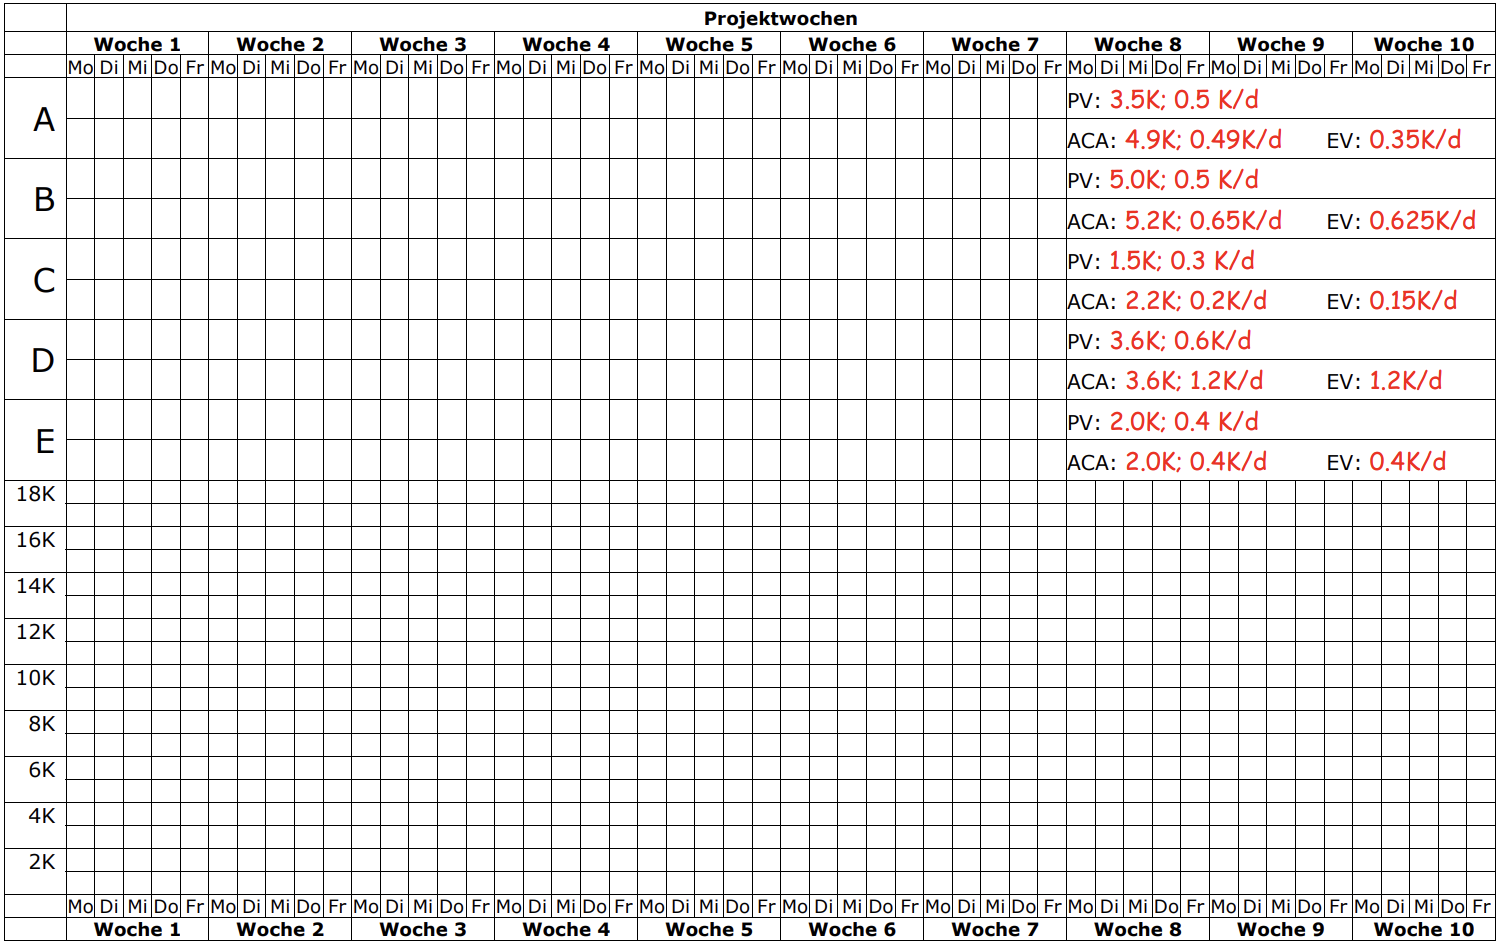 Projektwochen
Woche 1 Woche 2 Woche 3 Woche 4 Woche 5 Woche 6 Woche 7 Woche 8 Woche 9 Woche 10
Mo Di Mi Do Fr Mo Di Mi Do Fr Mo Di Mi Do Fr Mo Di Mi Do Fr Mo Di Mi Do Fr Mo Di Mi Do Fr Mo Di Mi Do Fr Mo Di Mi Do Fr Mo Di Mi Do Fr Mo Di Mi Do Fr
A
PV: 3.5K; 0.5 K/d
ACA: 4.9K; 0.49K/d EV: 0.35K/d
B
PV: 5.0K; 0.5 K/d
ACA: 5.2K; 0.65K/d EV: 0.625K/d
C
PV: 1.5K; 0.3 K/d
ACA: 2.2K; 0.2K/d EV: 0.15K/d
D
PV: 3.6K; 0.6K/d
ACA: 3.6K; 1.2K/d EV: 1.2K/d
E
PV: 2.0K; 0.4 K/d
ACA: 2.0K; 0.4K/d EV: 0.4K/d
18K
16K
14K
12K
10K
8K
6K
4K
2K
Mo Di Mi Do Fr Mo Di Mi Do Fr Mo Di Mi Do Fr Mo Di Mi Do Fr Mo Di Mi Do Fr Mo Di Mi Do Fr Mo Di Mi Do Fr Mo Di Mi Do Fr Mo Di Mi Do Fr Mo Di Mi Do Fr
Woche 1 Woche 2 Woche 3 Woche 4 Woche 5 Woche 6 Woche 7 Woche 8 Woche 9 Woche 10